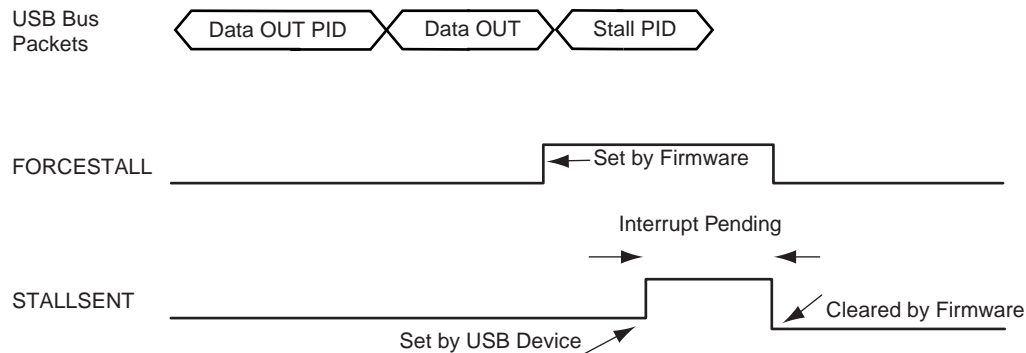 USB Bus
Packets
Data OUT PID
Data OUT
Stall PID
FORCESTALL
Set by Firmware
Interrupt Pending
STALLSENT
Cleared by Firmware
Set by USB Device